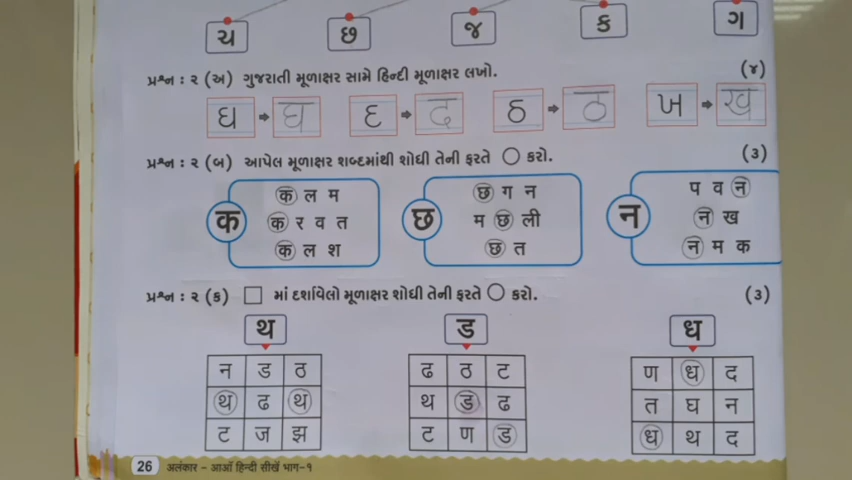 ચ છ જ ક ગ
પ્રશ્ન : ૨ (અ) ગુજરાતી મૂળાક્ષર સામે હિન્દી મૂળાક્ષર લખો. (૪)
ઘ घ દ द ઠ ठ ખ ख
પ્રશ્ન : ૨ (બ) આપેલ મૂળાક્ષર શબ્દમાંથી શોધી તેની ફરતે ○ કરો. (૩)
क छ न
क ल म छ ग न प व न
क र व त म छ ली न ख
क ल श छ त न म क
પ્રશ્ન : ૨ (ક) □ માં દર્શાવેલો મૂળાક્ષર શોધી તેની ફરતે ○ કરો. (૩)
थ ड ध
न ड ठ ढ ठ ट ण ध द
थ ढ थ थ ड ढ त घ न
ट ज झ ट ण ड ध थ द
26 अलंकार - आओ हिन्दी सीखें भाग-१